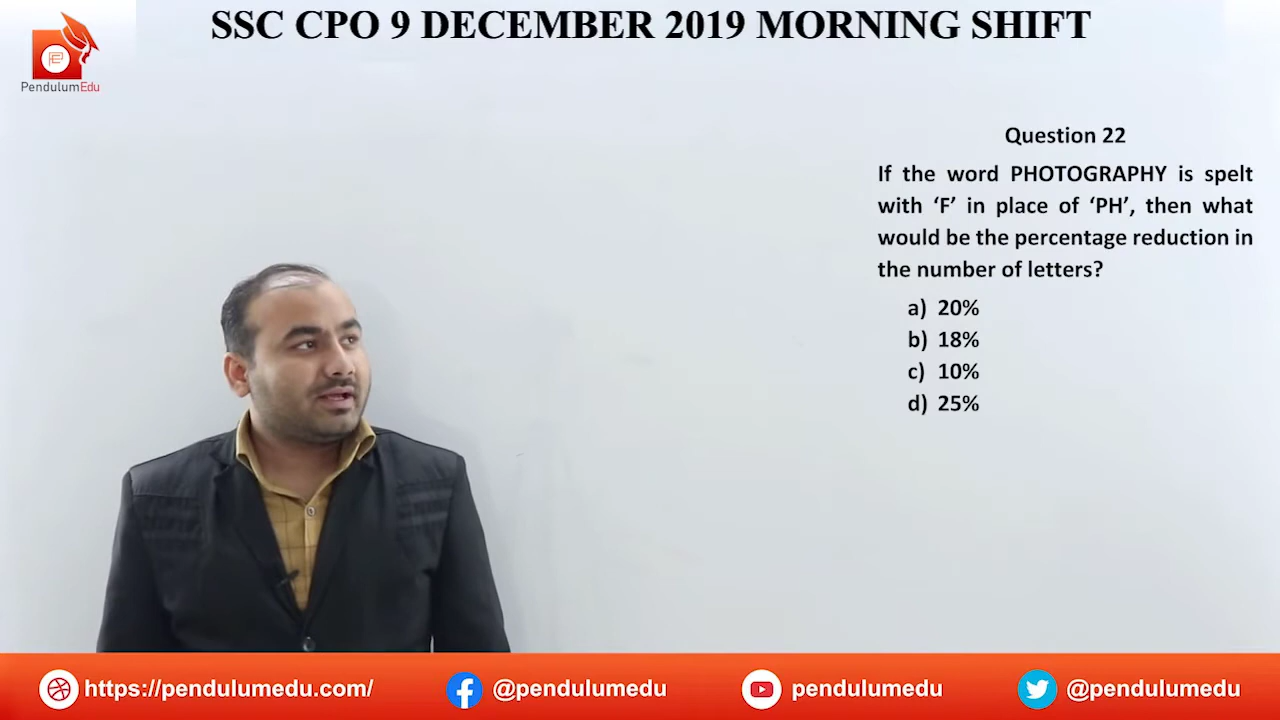 SSC CPO 9 DECEMBER 2019 MORNING SHIFT
PendulumEdu
Question 22
If the word PHOTOGRAPHY is spelt
with ‘F’ in place of ‘PH’, then what
would be the percentage reduction in
the number of letters?
a) 20%
b) 18%
c) 10%
d) 25%
https://pendulumedu.com/
@pendulumedu
pendulumedu
@pendulumedu